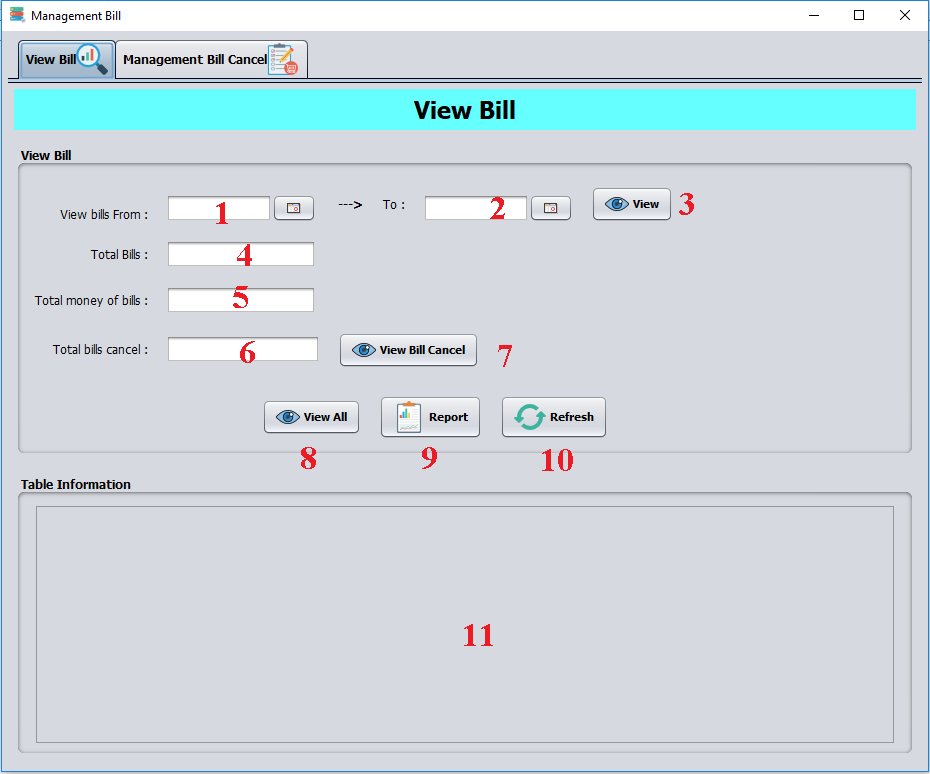 Management Bill
View Bill Management Bill Cancel
View Bill
View Bill
View bills From : 1 ---> To : 2 View 3
Total Bills : 4
Total money of bills : 5
Total bills cancel : 6 View Bill Cancel 7
View All Report Refresh
8 9 10
Table Information
11